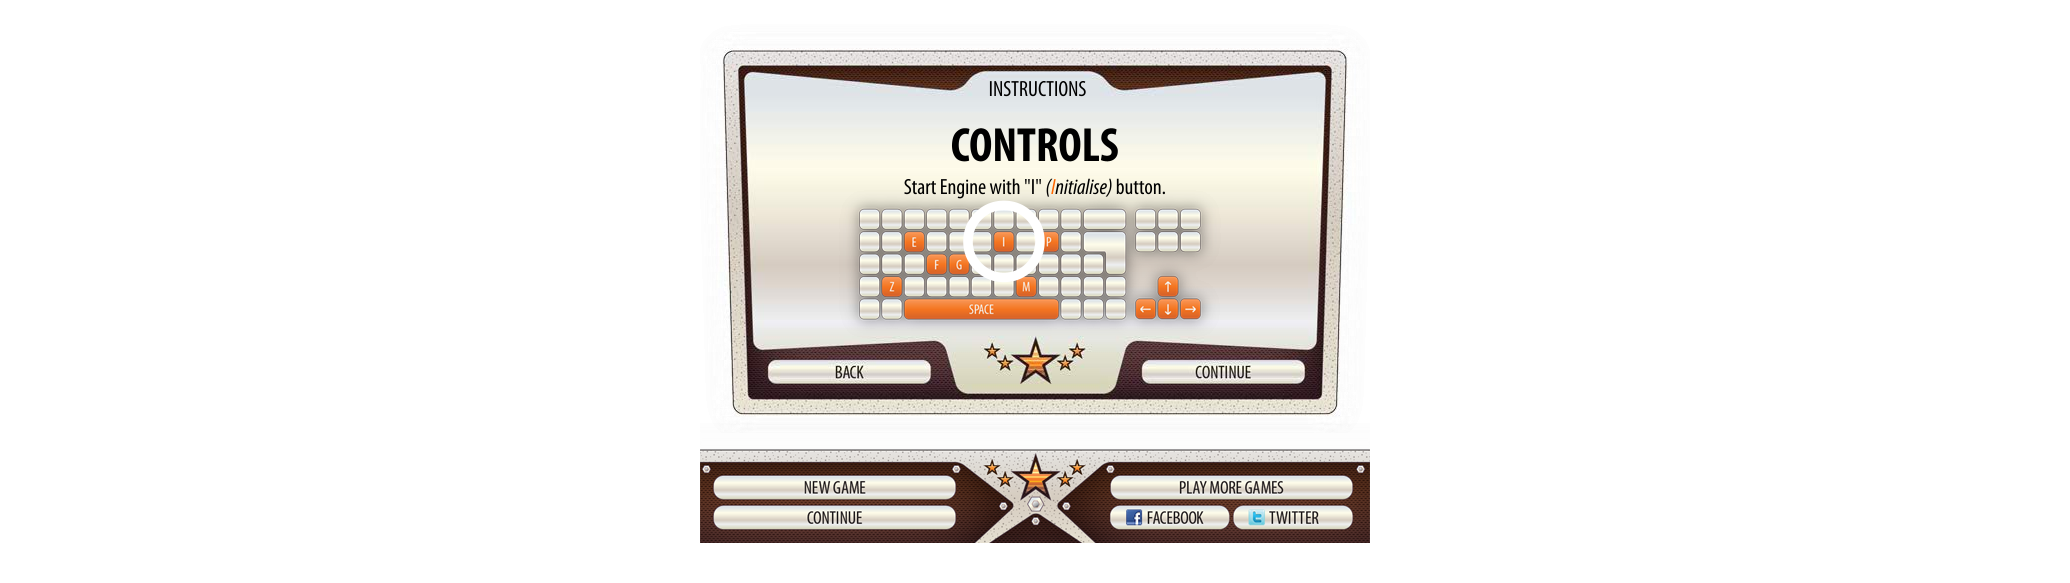 INSTRUCTIONS
CONTROLS
Start Engine with "I" (Initialise) button.
E I P
F G
Z M ↑
SPACE ← ↓ →
BACK CONTINUE
NEW GAME PLAY MORE GAMES
CONTINUE FACEBOOK TWITTER